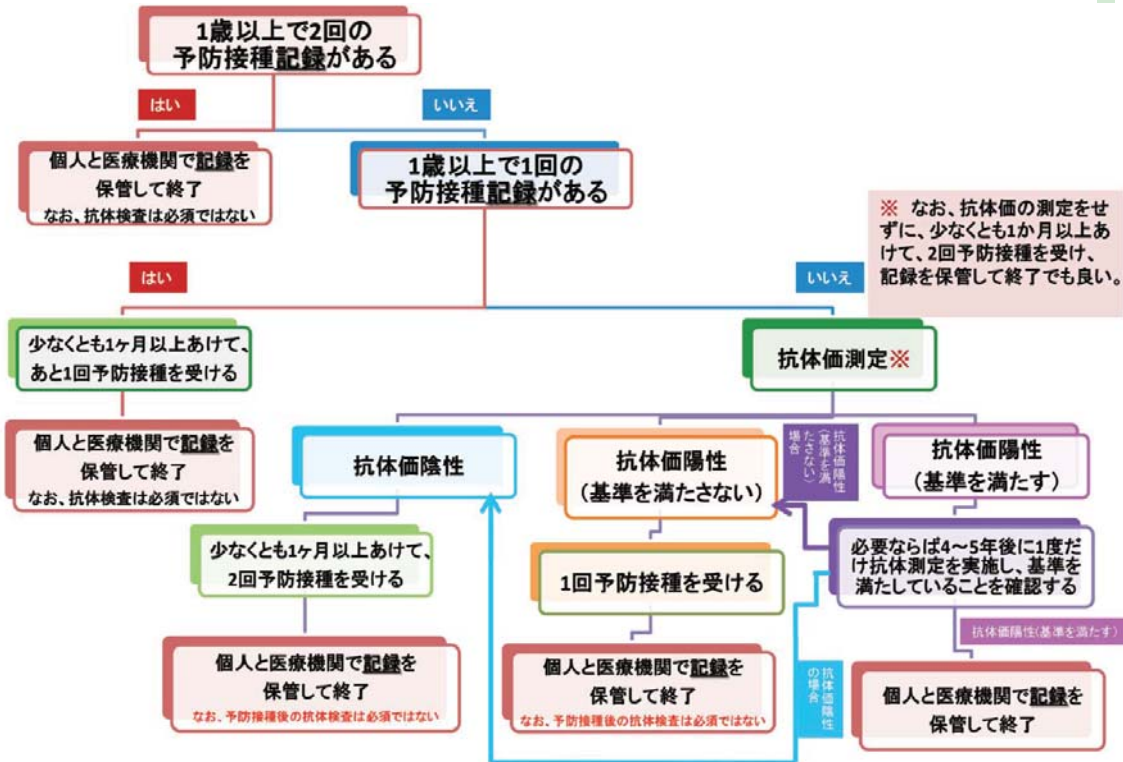 1歳以上で2回の
予防接種記録がある
はい
いいえ
個人と医療機関で記録を
保管して終了
なお、抗体検査は必須ではない
1歳以上で1回の
予防接種記録がある
※ なお、抗体価の測定をせ
ずに、少なくとも1か月以上あ
けて、2回予防接種を受け、
記録を保管して終了でも良い。
はい
いいえ
少なくとも1ヶ月以上あけて、
あと1回予防接種を受ける
抗体価測定※
個人と医療機関で記録を
保管して終了
なお、抗体検査は必須ではない
抗体価陰性
抗体価陽性
（基準を満たさない）
抗体価陽性
（基準を満
たさない）
場合
抗体価陽性
（基準を満たす）
少なくとも1ヶ月以上あけて、
2回予防接種を受ける
1回予防接種を受ける
必要ならば4～5年後に1度だ
け抗体測定を実施し、基準を
満たしていることを確認する
抗体価陽性(基準を満たす)
個人と医療機関で記録を
保管して終了
なお、予防接種後の抗体検査は必須ではない
個人と医療機関で記録を
保管して終了
なお、予防接種後の抗体検査は必須ではない
抗体価陰性
の場合
個人と医療機関で記録を
保管して終了